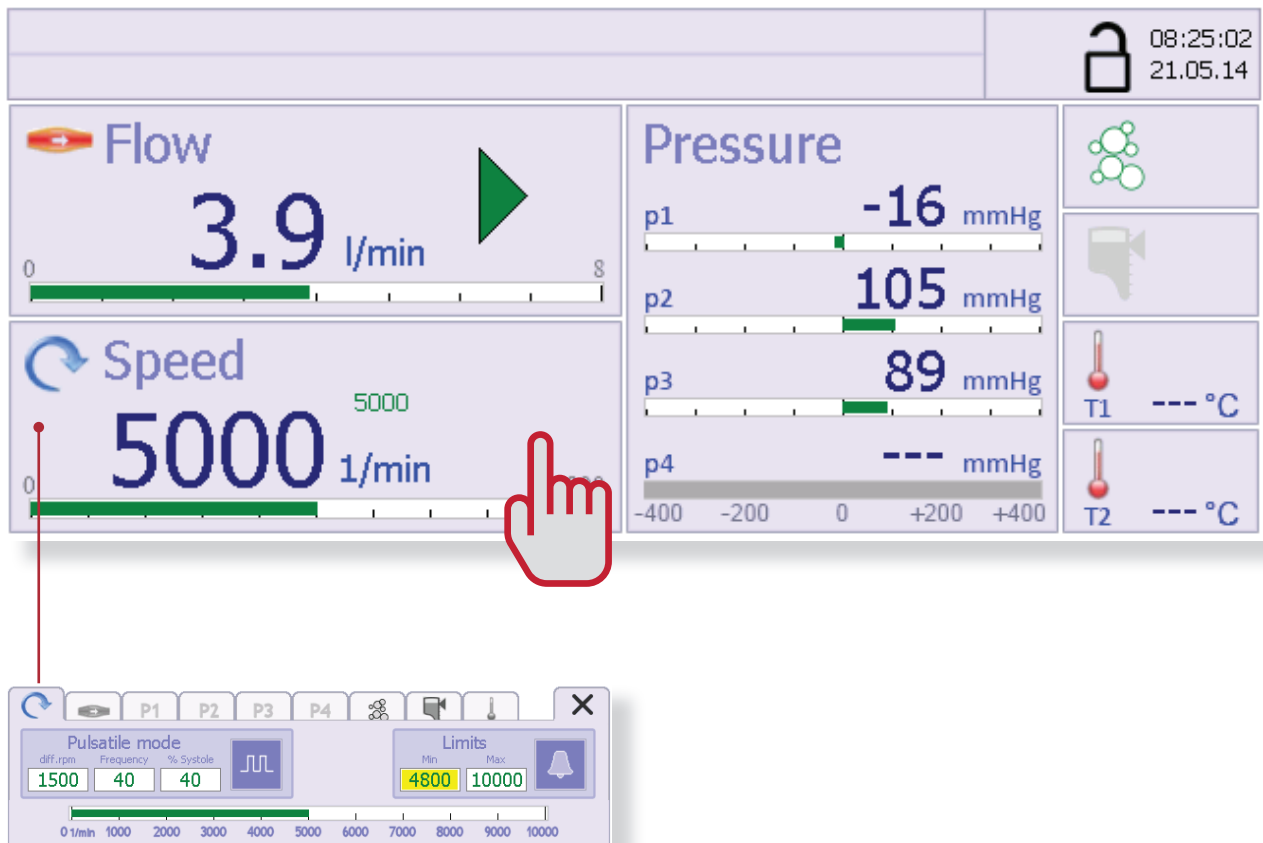 08:25:02
21.05.14
Flow
3.9 l/min
0 8
Speed
5000
5000 1/min
0
Pressure
p1 -16 mmHg
p2 105 mmHg
p3 89 mmHg
p4 --- mmHg
-400 -200 0 +200 +400
T1 --- °C
T2 --- °C
P1 P2 P3 P4
Pulsatile mode
diff.rpm Frequency % Systole
1500 40 40
Limits
Min Max
4800 10000
0 1/min 1000 2000 3000 4000 5000 6000 7000 8000 9000 10000